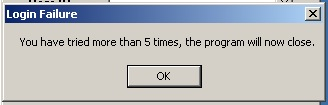 Login Failure
You have tried more than 5 times, the program will now close.
OK